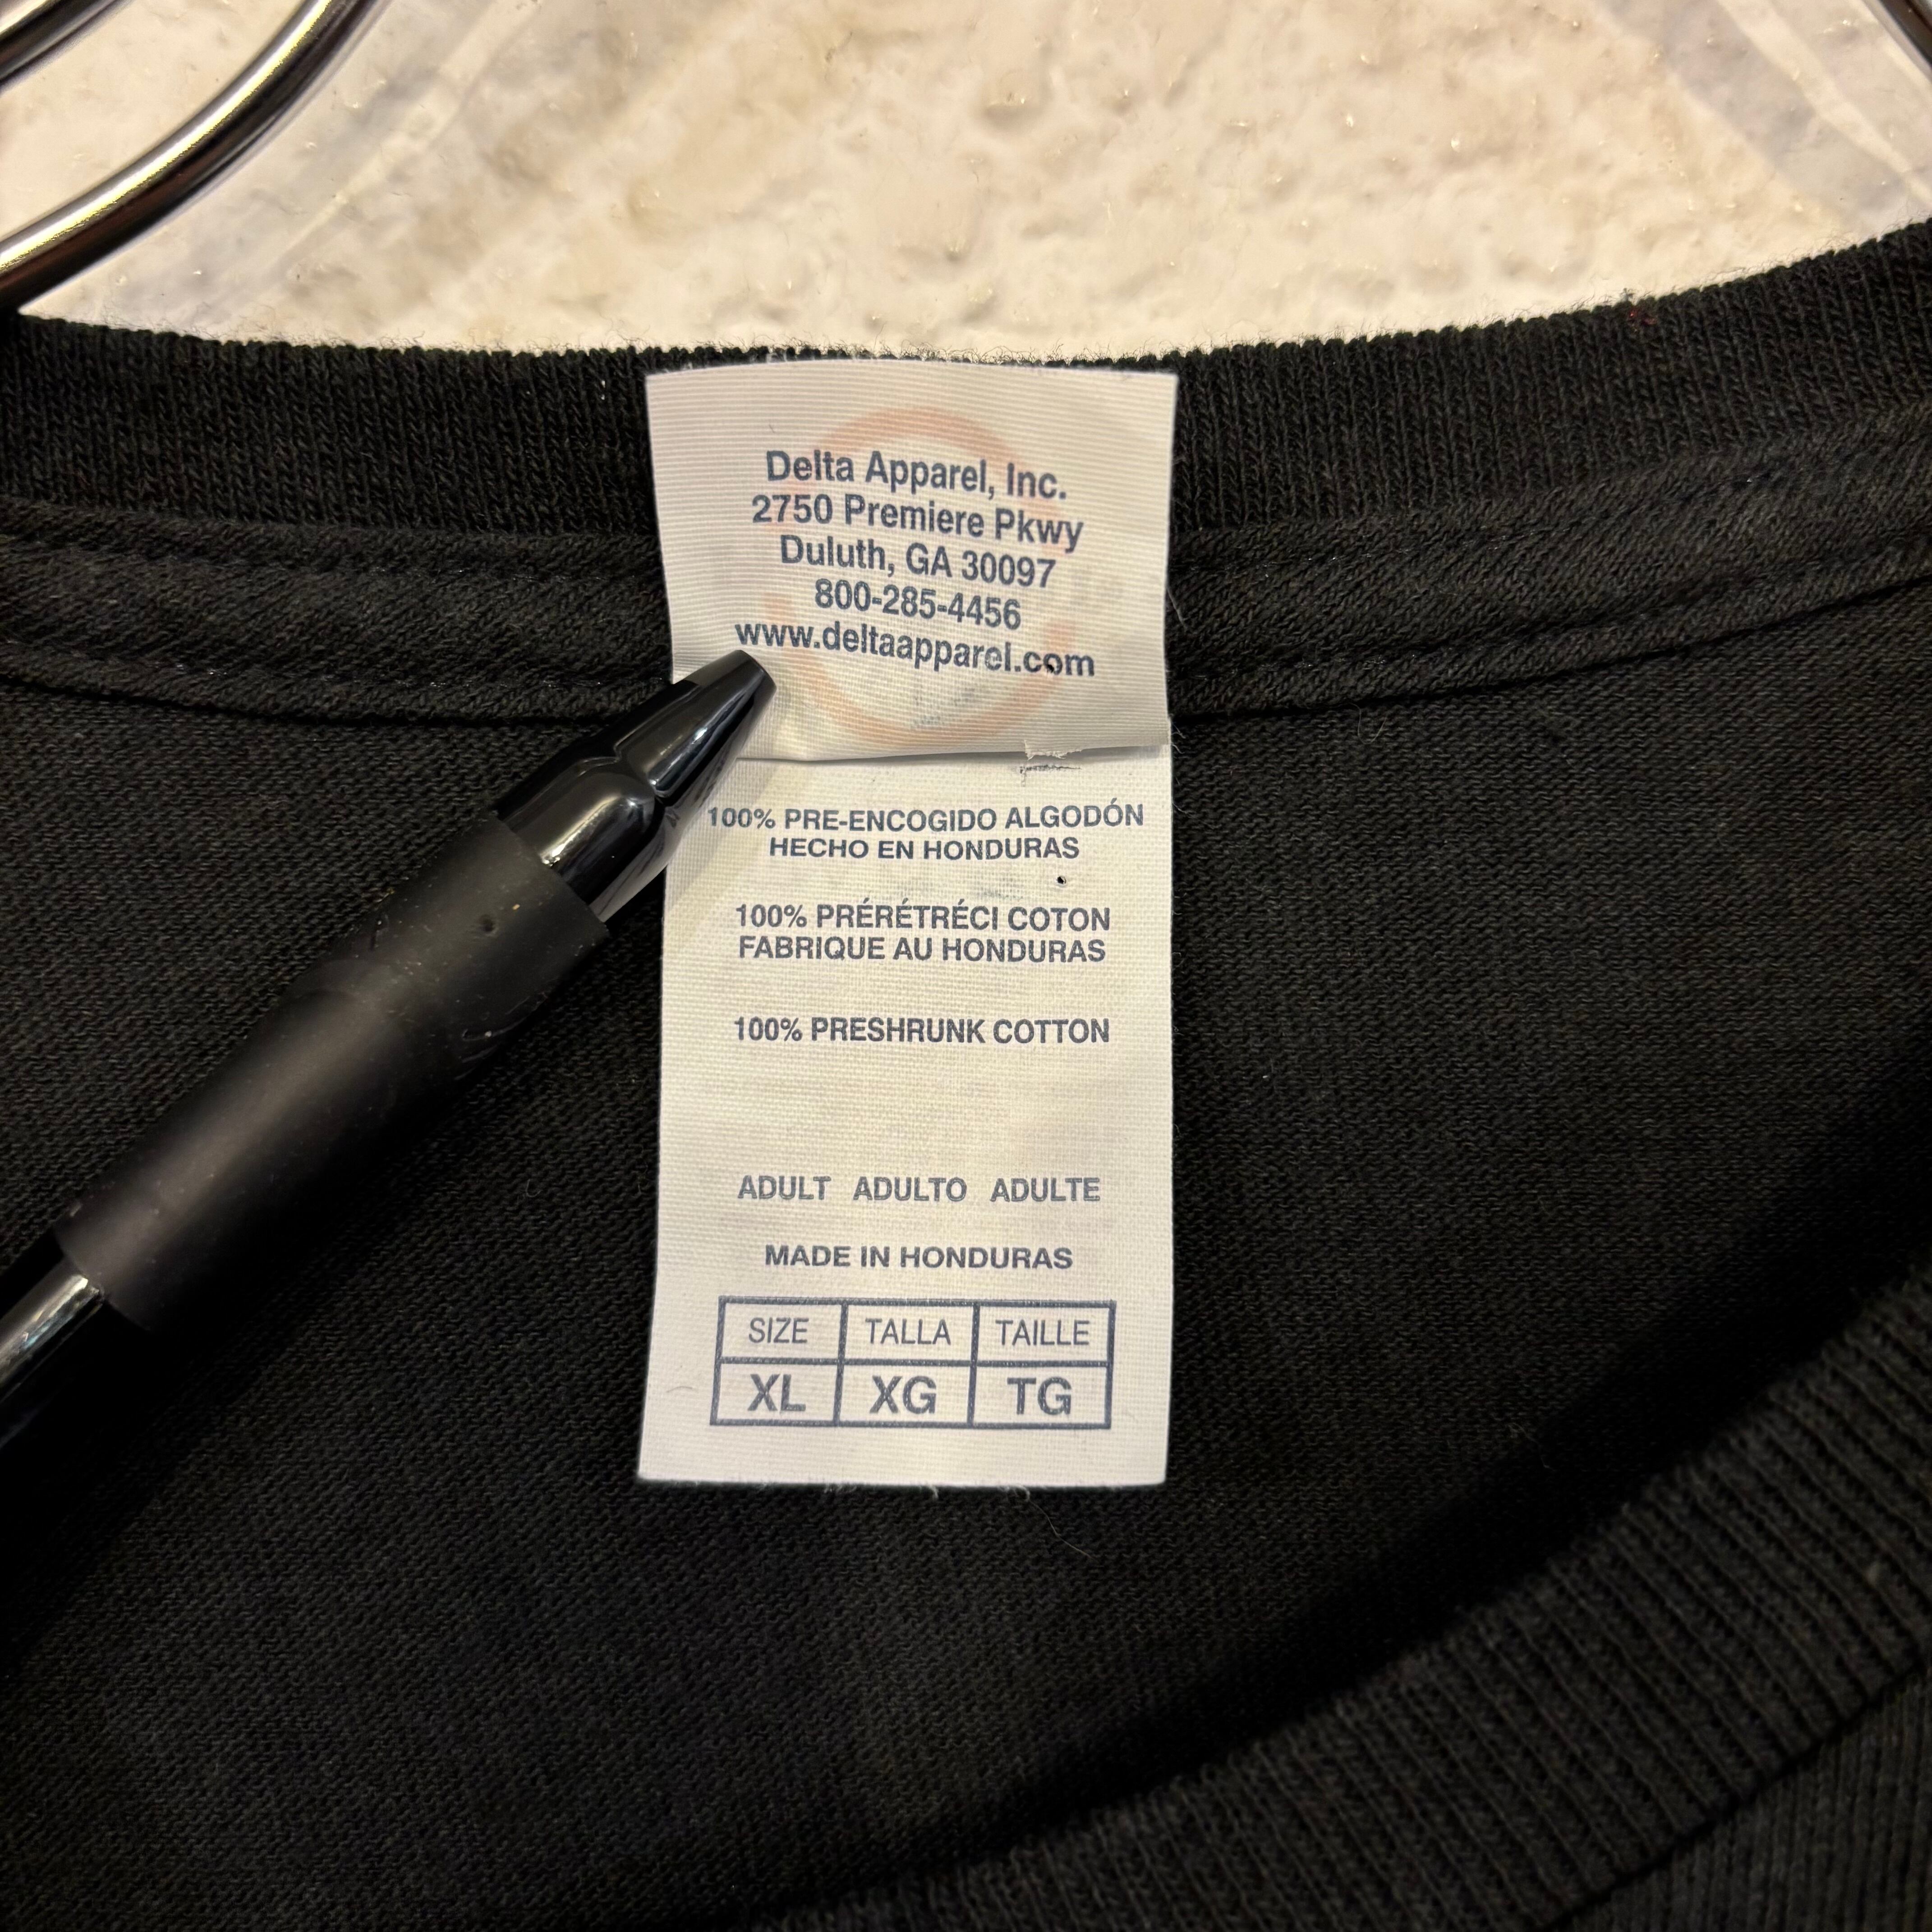 Delta Apparel, Inc.
2750 Premiere Pkwy
Duluth, GA 30097
800-285-4456
www.deltaapparel.com
100% PRE-ENCOGIDO ALGODÓN
HECHO EN HONDURAS
100% PRÉRÉTRÉCI COTON
FABRIQUE AU HONDURAS
100% PRESHRUNK COTTON
ADULT ADULTO ADULTE
MADE IN HONDURAS
SIZE TALLA TAILLE
XL XG TG